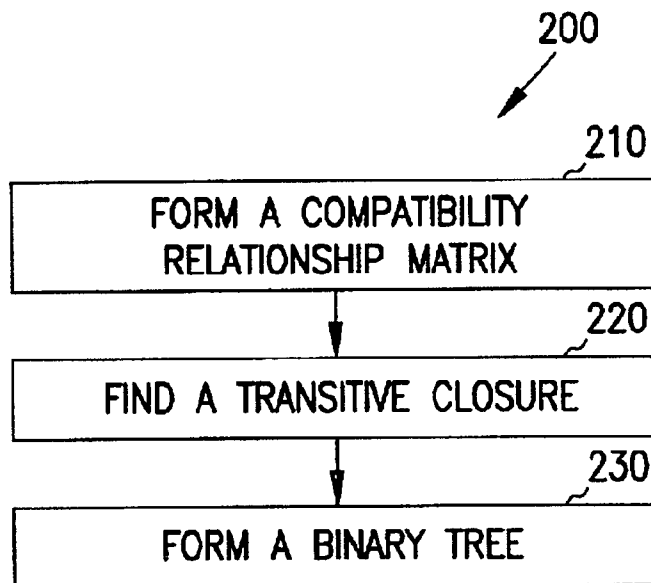 200
210
FORM A COMPATIBILITY
RELATIONSHIP MATRIX
220
FIND A TRANSITIVE CLOSURE
230
FORM A BINARY TREE